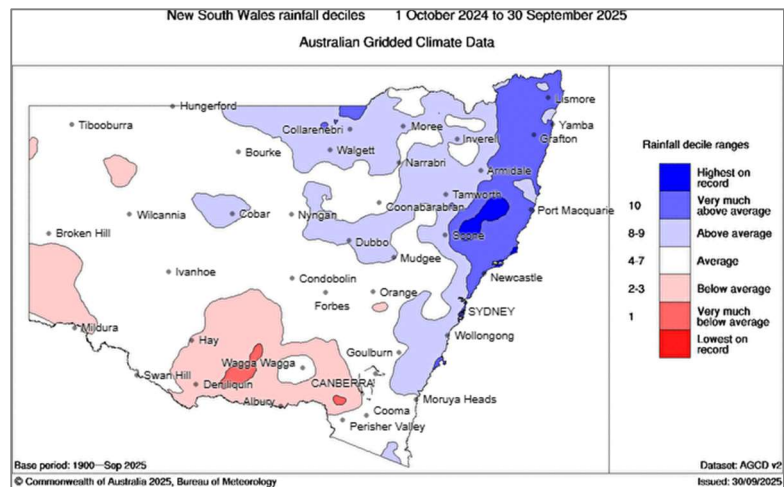 New South Wales rainfall deciles 1 October 2024 to 30 September 2025
Australian Gridded Climate Data
Hungerford
Lismore
Tibooburra
Collarenebri
Moree
Yamba
Inverell
Grafton
Bourke
Walgett
Narrabri
Armidale
Tamworth
Coonabarabran
Wilcannia
Cobar
Nyngan
Port Macquarie
Broken Hill
Dubbo
Scone
Mudgee
Ivanhoe
Condobolin
Newcastle
Forbes
Orange
SYDNEY
Mildura
Hay
Wollongong
Goulburn
Wagga Wagga
Swan Hill
Deniliquin
CANBERRA
Albury
Moruya Heads
Cooma
Perisher Valley
Rainfall decile ranges
Highest on
record
10 Very much
above average
8-9 Above average
4-7 Average
2-3 Below average
1 Very much
below average
Lowest on
record
Base period: 1900—Sep 2025
Dataset: AGCD v2
© Commonwealth of Australia 2025, Bureau of Meteorology
Issued: 30/09/2025